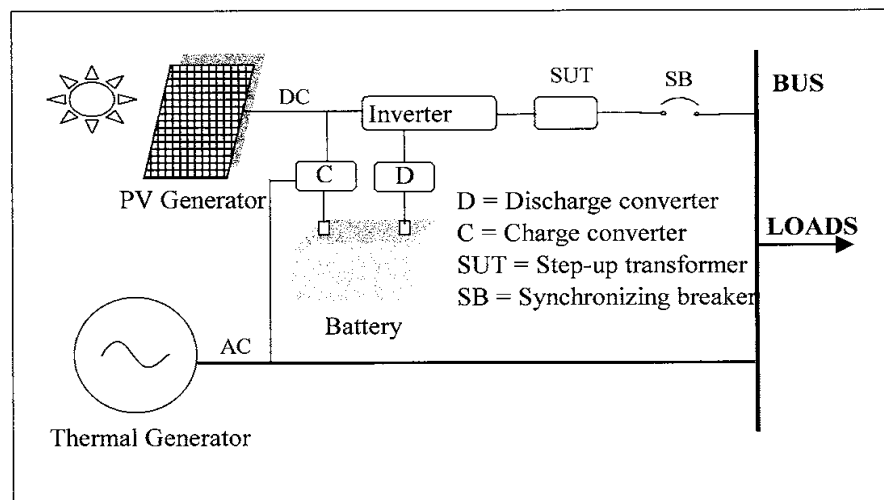 SUT
SB
BUS
DC
Inverter
C
D
PV Generator
D = Discharge converter
C = Charge converter
LOADS
SUT = Step-up transformer
SB = Synchronizing breaker
Battery
AC
Thermal Generator